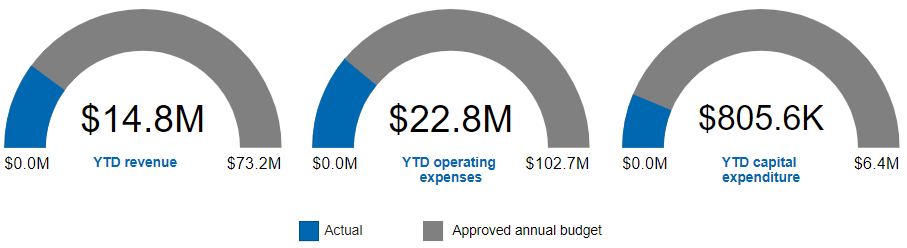 $14.8M
$0.0M
YTD revenue
$73.2M
$22.8M
$0.0M
YTD operating
expenses
$102.7M
$805.6K
$0.0M
YTD capital
expenditure
$6.4M
Actual
Approved annual budget